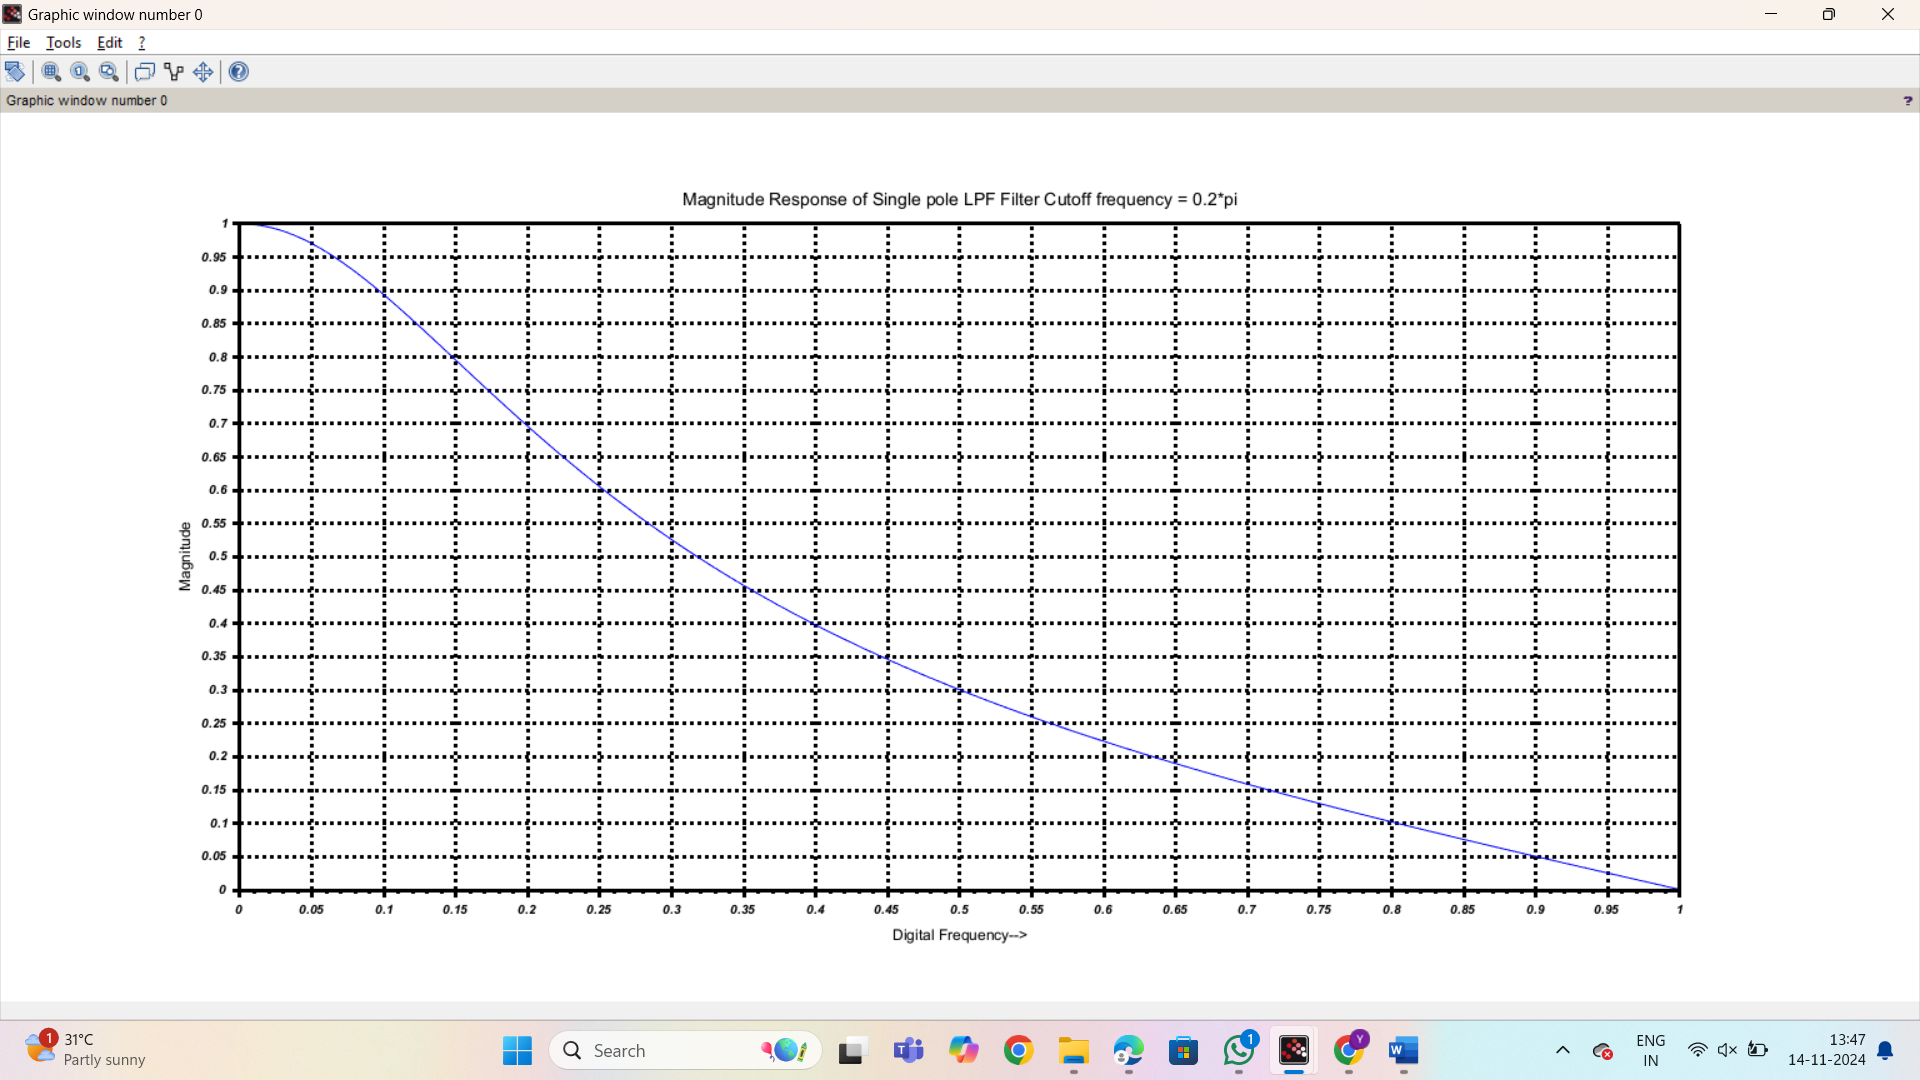 Graphic window number 0
File Tools Edit ?
Graphic window number 0 ?
Magnitude Response of Single pole LPF Filter Cutoff frequency = 0.2*pi
1
0.95
0.9
0.85
0.8
0.75
0.7
0.65
0.6
0.55
0.5
0.45
0.4
0.35
0.3
0.25
0.2
0.15
0.1
0.05
0
Magnitude
0 0.05 0.1 0.15 0.2 0.25 0.3 0.35 0.4 0.45 0.5 0.55 0.6 0.65 0.7 0.75 0.8 0.85 0.9 0.95 1
Digital Frequency-->
1 31°C
Partly sunny
Search
1
Y
W
ENG
IN
13:47
14-11-2024